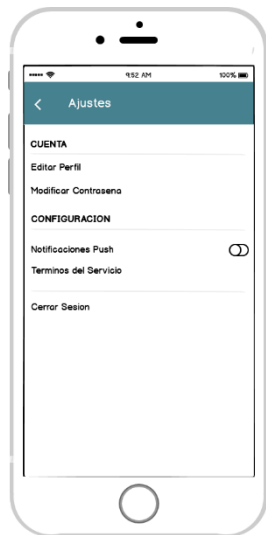 9:52 AM 100%
Ajustes
CUENTA
Editar Perfil
Modificar Contrasena
CONFIGURACION
Notificaciones Push
Terminos del Servicio
Cerrar Sesion